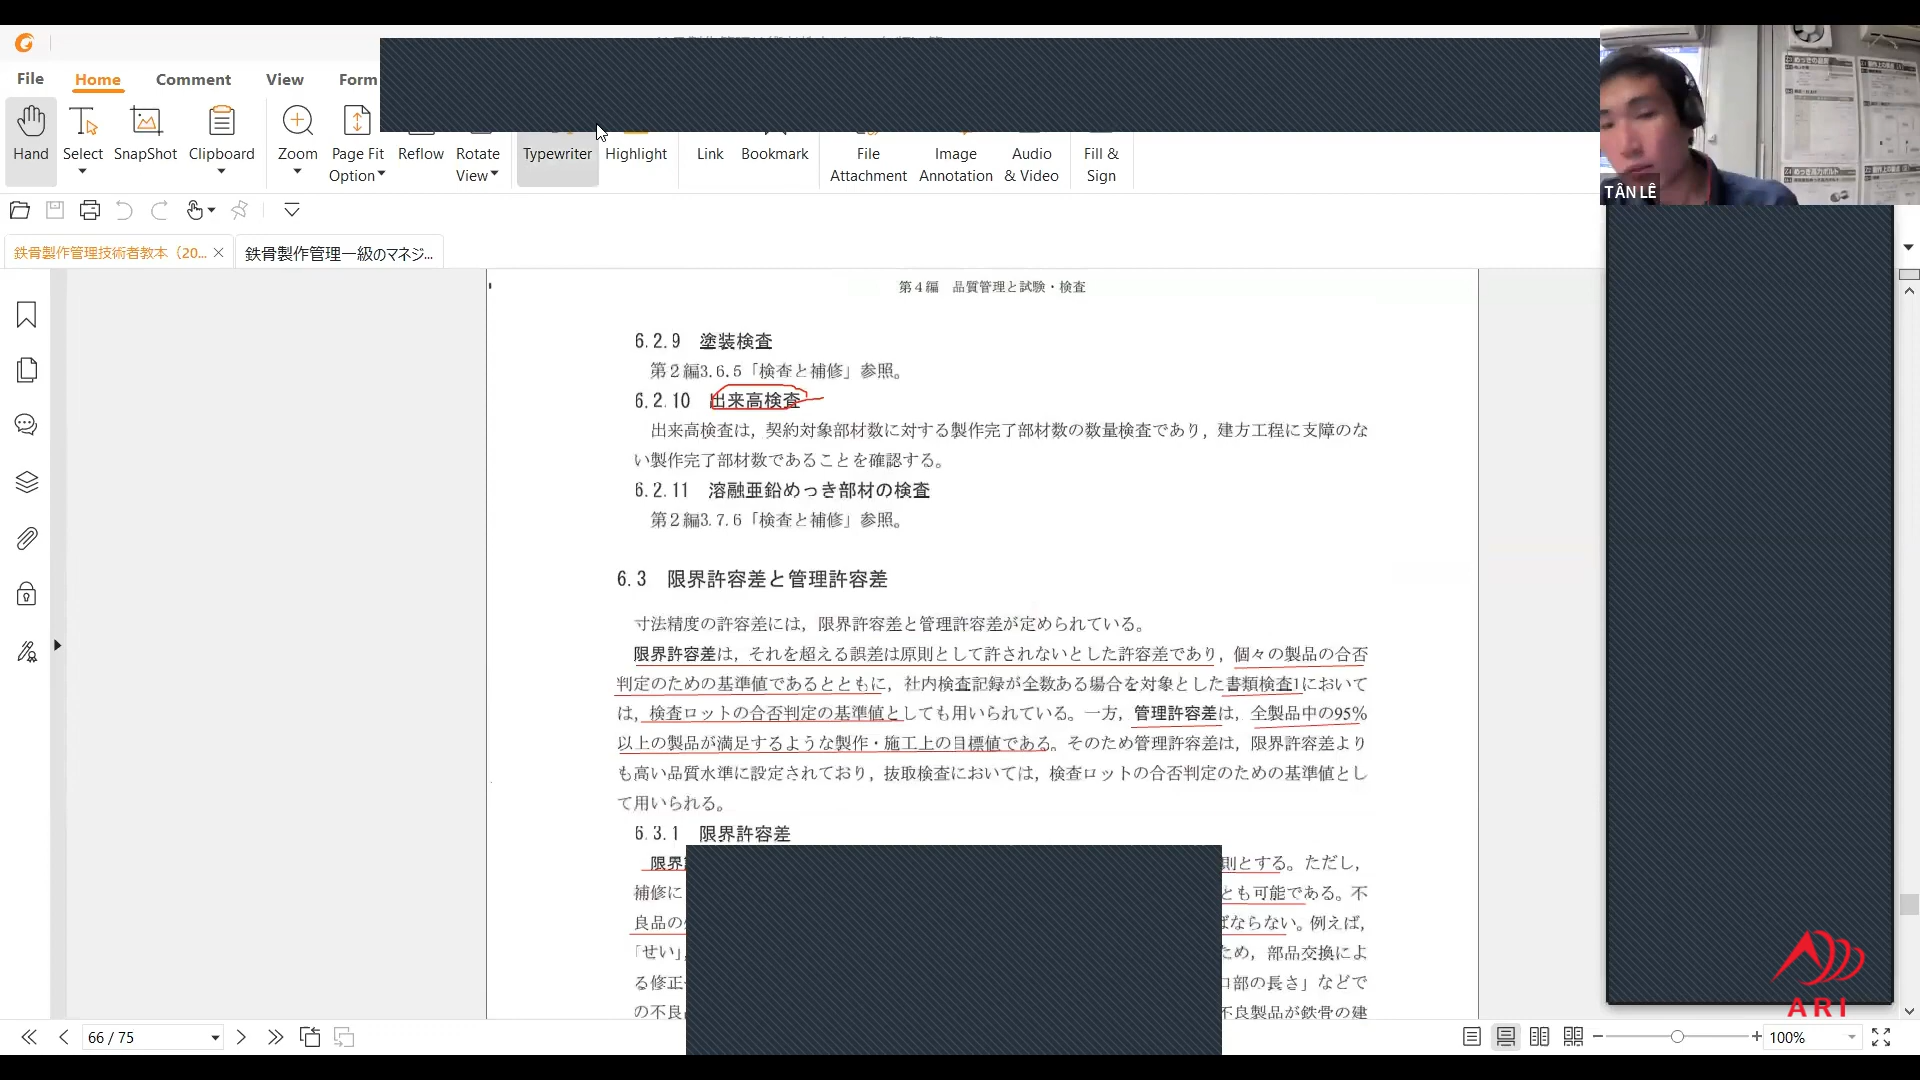 File Home Comment View Form
Hand Select SnapShot Clipboard Zoom Page Fit Option Reflow Rotate View Typewriter Highlight Link Bookmark File Attachment Image Annotation Audio & Video Fill & Sign
TÂN LÊ
鉄骨製作管理技術者教本（20... 鉄骨製作管理一級のマネジ...
第４編　品質管理と試験・検査
6.2.9　塗装検査
第２編3.6.5「検査と補修」参照。
6.2.10　出来高検査
出来高検査は，契約対象部材数に対する製作完了部材数の数量検査であり，建方工程に支障のな
い製作完了部材数であることを確認する。
6.2.11　溶融亜鉛めっき部材の検査
第２編3.7.6「検査と補修」参照。
6.3　限界許容差と管理許容差
寸法精度の許容差には，限界許容差と管理許容差が定められている。
限界許容差は，それを超える誤差は原則として許されないとした許容差であり，個々の製品の合否
判定のための基準値であるとともに，社内検査記録が全数ある場合を対象とした書類検査1において
は，検査ロットの合否判定の基準値としても用いられている。一方，管理許容差は，全製品中の95%
以上の製品が満足するような製作・施工上の目標値である。そのため管理許容差は，限界許容差より
も高い品質水準に設定されており，抜取検査においては，検査ロットの合否判定のための基準値とし
て用いられる。
6.3.1　限界許容差
限界 則とする。ただし，
補修に とも可能である。不
良品の ばならない。例えば，
「せい」 ため，部品交換によ
る修正 口部の長さ」などで
の不良 不良製品が鉄骨の建
ARI
66 / 75 100%